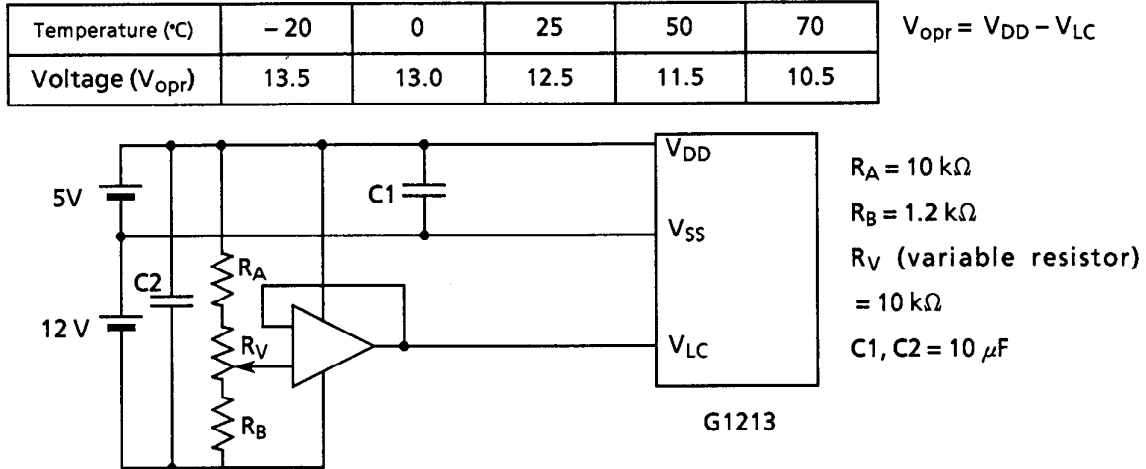 Temperature (°C) −20 0 25 50 70
Voltage (Vopr) 13.5 13.0 12.5 11.5 10.5
Vopr = VDD − VLC
5V
12 V
C2
RA
RV
RB
C1
VDD
VSS
VLC
G1213
RA = 10 kΩ
RB = 1.2 kΩ
RV (variable resistor)
= 10 kΩ
C1, C2 = 10 μF